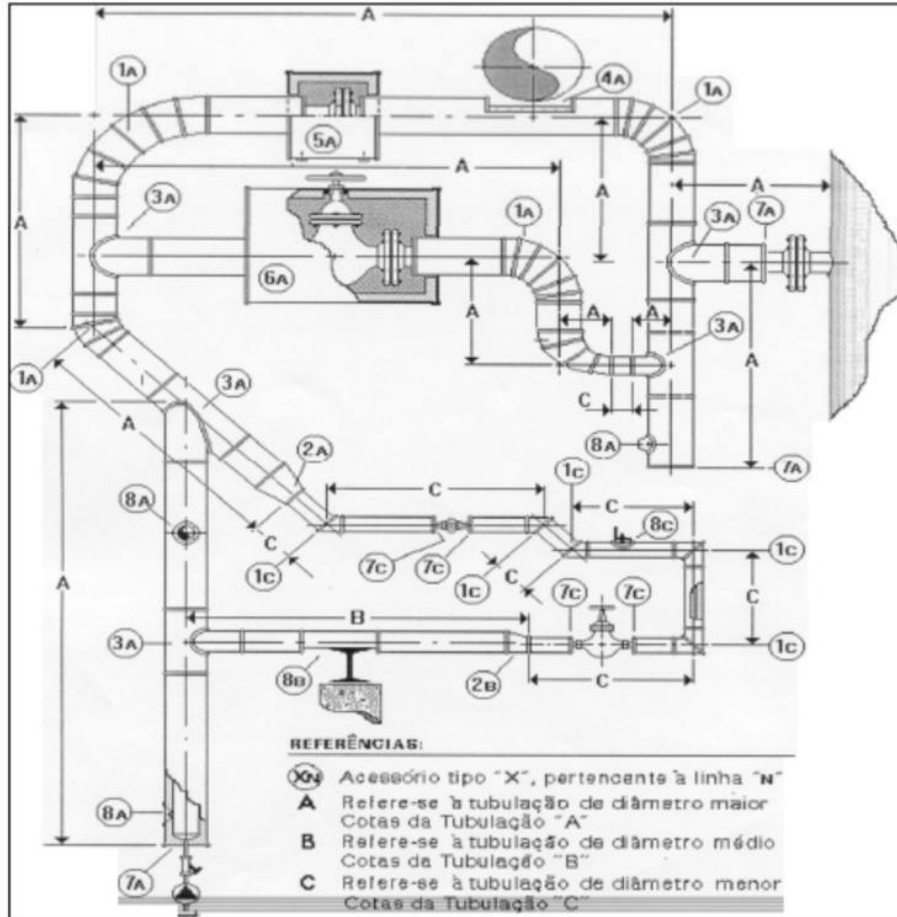 A
1A
4A
1A
5A
A
A
A
3A
A
1A
3A
7A
6A
A
A
A
3A
1A
C
A
3A
8A
7A
2A
A
C
1C
C
8A
8C
1C
C
7C
7C
1C
C
7C
7C
C
1C
B
3A
1C
8B
2B
C
REFERÊNCIAS:
XN Acessório tipo "X", pertencente à linha "N"
A Refere-se à tubulação de diâmetro maior
Cotas da Tubulação "A"
8A
B Refere-se à tubulação de diâmetro médio
Cotas da Tubulação "B"
7A
C Refere-se à tubulação de diâmetro menor
Cotas da Tubulação "C"